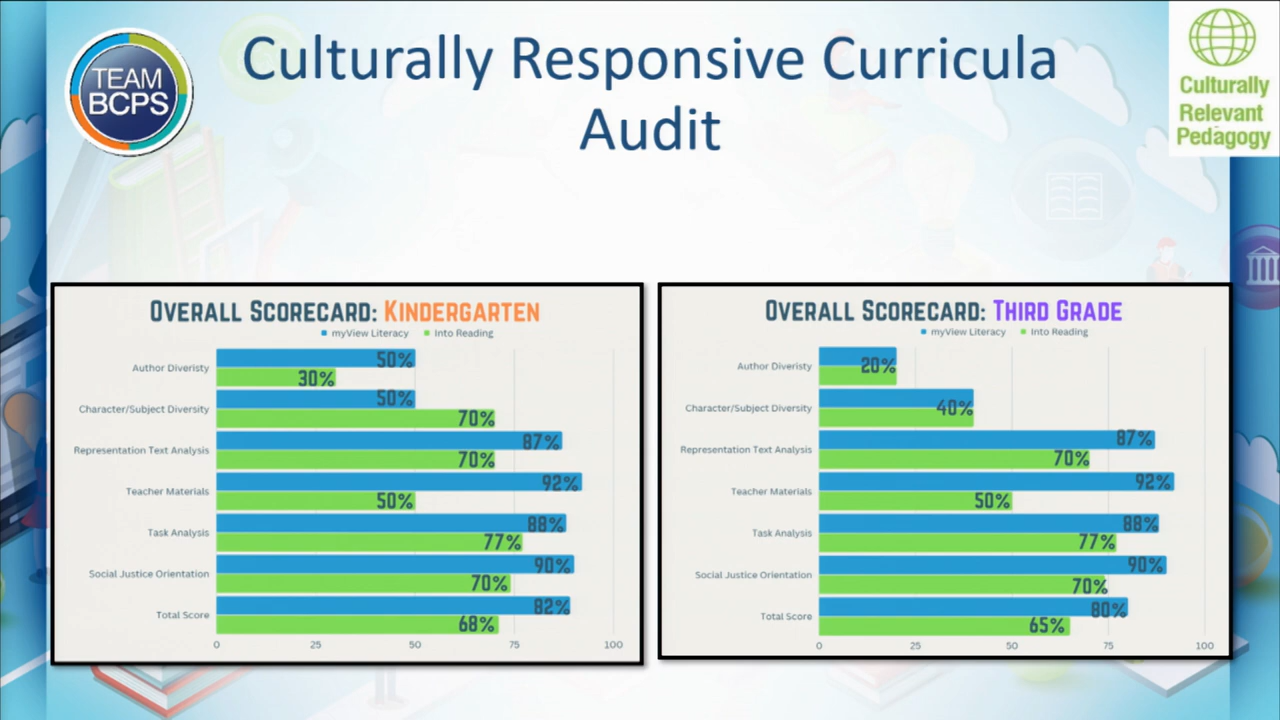 TEAM
BCPS
Culturally Responsive Curricula
Audit
Culturally
Relevant
Pedagogy
OVERALL SCORECARD: KINDERGARTEN
myView Literacy Into Reading
Author Diveristy 50%
30%
Character/Subject Diversity 50%
70%
Representation Text Analysis 87%
70%
Teacher Materials 92%
50%
Task Analysis 88%
77%
Social Justice Orientation 90%
70%
Total Score 82%
68%
0 25 50 75 100
OVERALL SCORECARD: THIRD GRADE
myView Literacy Into Reading
Author Diveristy 20%
Character/Subject Diversity 40%
Representation Text Analysis 87%
70%
Teacher Materials 92%
50%
Task Analysis 88%
77%
Social Justice Orientation 90%
70%
Total Score 80%
65%
0 25 50 75 100